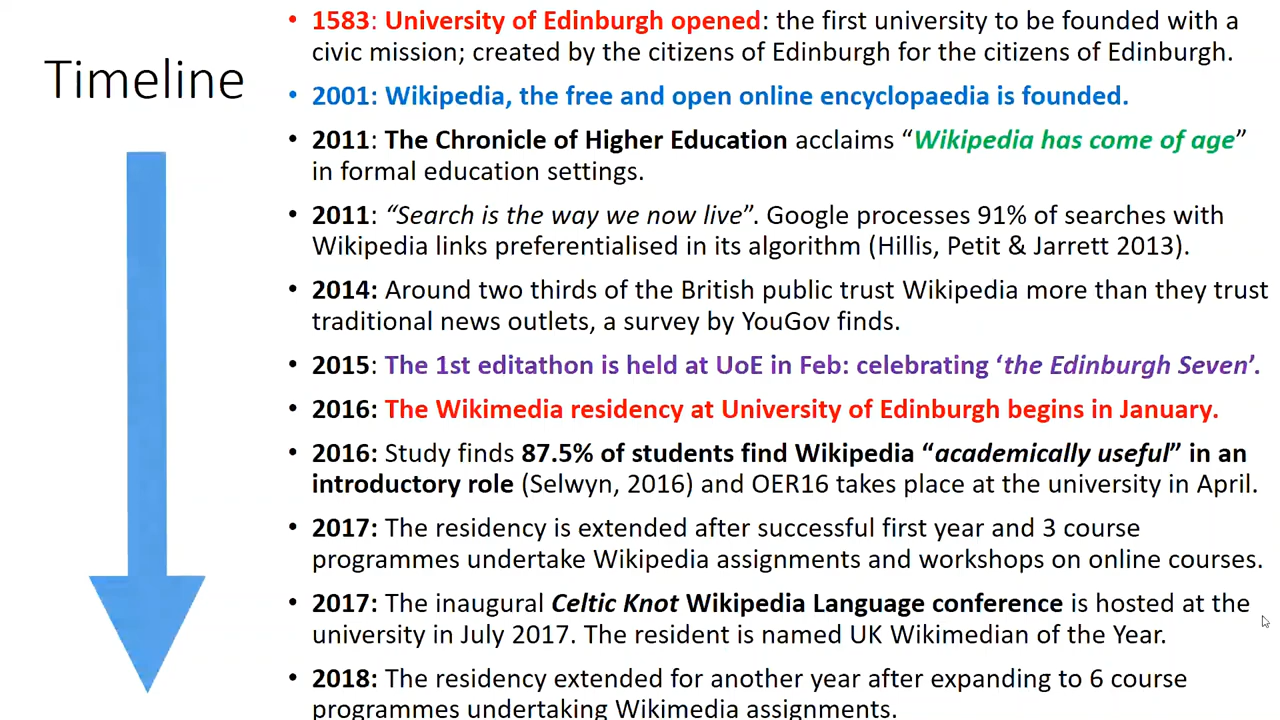 Timeline
• 1583: University of Edinburgh opened: the first university to be founded with a
civic mission; created by the citizens of Edinburgh for the citizens of Edinburgh.
• 2001: Wikipedia, the free and open online encyclopaedia is founded.
• 2011: The Chronicle of Higher Education acclaims “Wikipedia has come of age”
in formal education settings.
• 2011: “Search is the way we now live”. Google processes 91% of searches with
Wikipedia links preferentialised in its algorithm (Hillis, Petit & Jarrett 2013).
• 2014: Around two thirds of the British public trust Wikipedia more than they trust
traditional news outlets, a survey by YouGov finds.
• 2015: The 1st editathon is held at UoE in Feb: celebrating ‘the Edinburgh Seven’.
• 2016: The Wikimedia residency at University of Edinburgh begins in January.
• 2016: Study finds 87.5% of students find Wikipedia “academically useful” in an
introductory role (Selwyn, 2016) and OER16 takes place at the university in April.
• 2017: The residency is extended after successful first year and 3 course
programmes undertake Wikipedia assignments and workshops on online courses.
• 2017: The inaugural Celtic Knot Wikipedia Language conference is hosted at the
university in July 2017. The resident is named UK Wikimedian of the Year.
• 2018: The residency extended for another year after expanding to 6 course
programmes undertaking Wikimedia assignments.